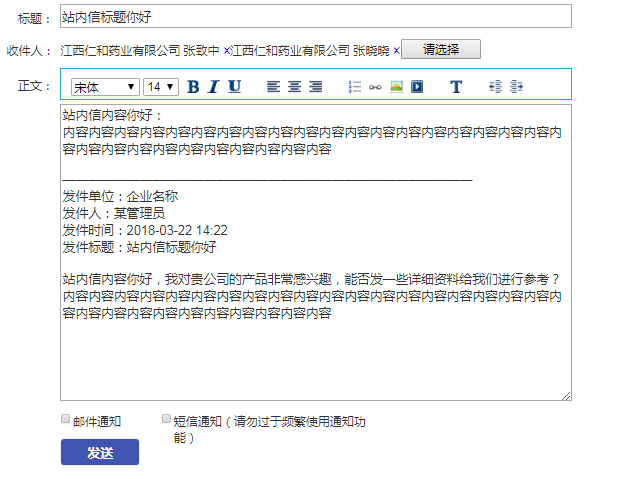 标题： 站内信标题你好
收件人： 江西仁和药业有限公司 张致中 ×江西仁和药业有限公司 张晓晓 × 请选择
正文： 宋体 14 B I U T
站内信内容你好：
内容内容内容内容内容内容内容内容内容内容内容内容内容内容内容内容内容内容内容内
容内容内容内容内容内容内容内容内容内容内容
发件单位：企业名称
发件人：某管理员
发件时间：2018-03-22 14:22
发件标题：站内信标题你好
站内信内容你好，我对贵公司的产品非常感兴趣，能否发一些详细资料给我们进行参考？
内容内容内容内容内容内容内容内容内容内容内容内容内容内容内容内容内容内容内容内
容内容内容内容内容内容内容内容内容内容内容
邮件通知 短信通知（请勿过于频繁使用通知功
能）
发送